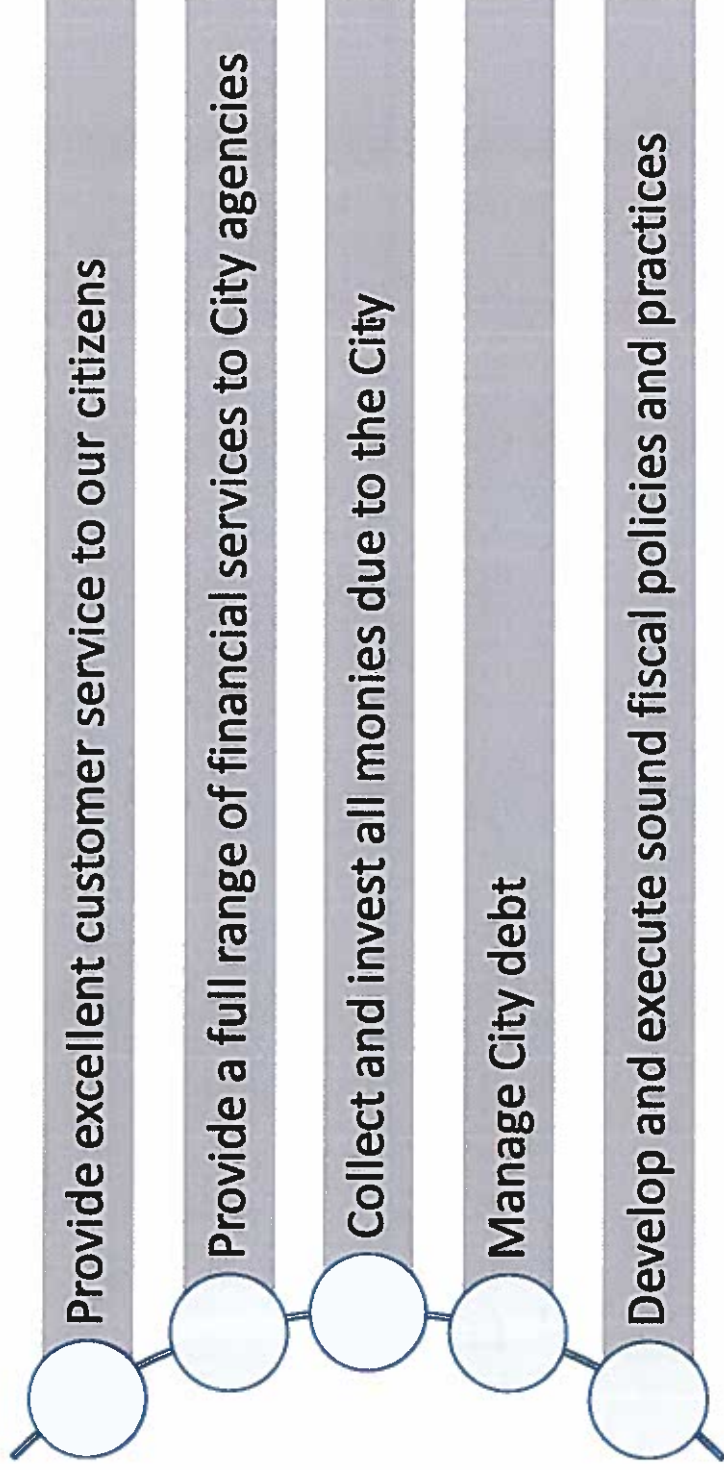 Provide excellent customer service to our citizens
Provide a full range of financial services to City agencies
Collect and invest all monies due to the City
Manage City debt
Develop and execute sound fiscal policies and practices